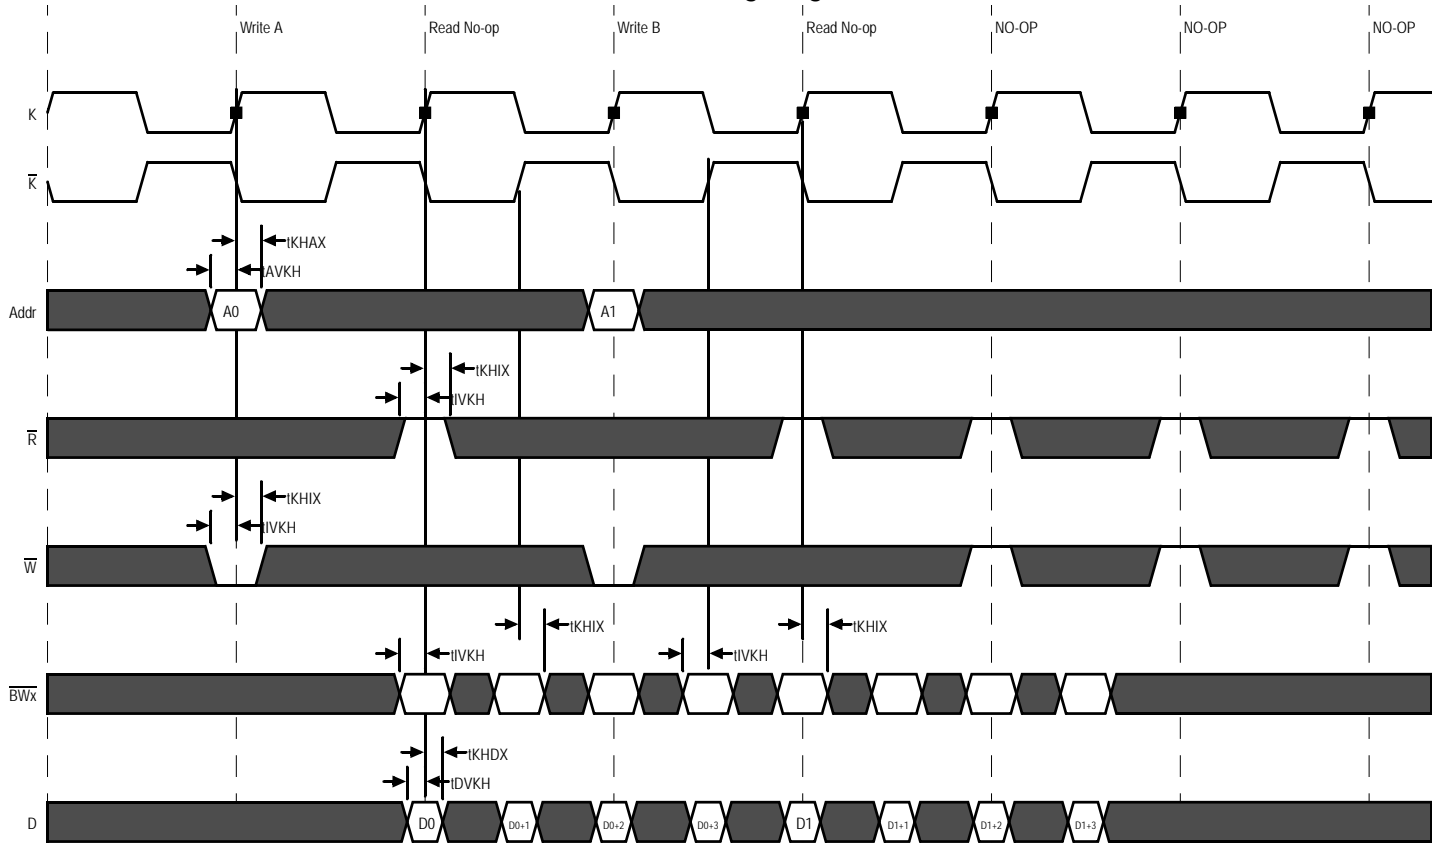 Write A Read No-op Write B Read No-op NO-OP NO-OP NO-OP
K
K̅
tKHAX
tAVKH
Addr A0 A1
tKHIX
tIVKH
R̅
tKHIX
tIVKH
W̅
tKHIX tKHIX
tIVKH tIVKH
B̅W̅x̅
tKHDX
tDVKH
D D0 D0+1 D0+2 D0+3 D1 D1+1 D1+2 D1+3